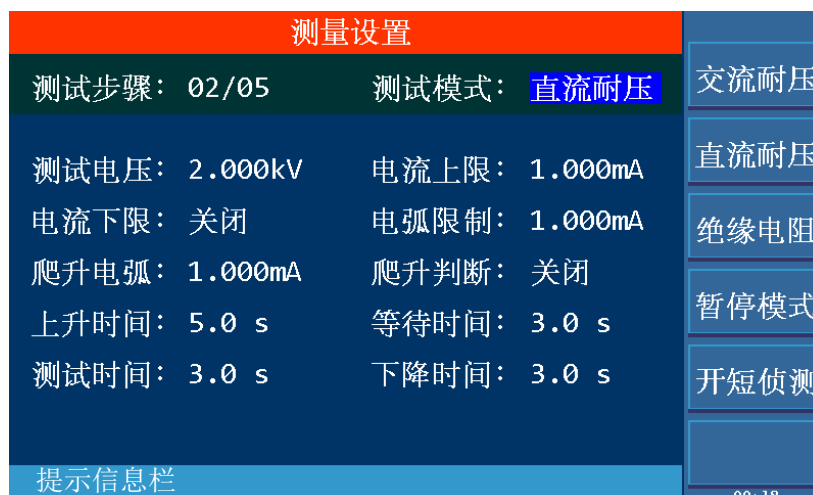 测量设置
测试步骤: 02/05 测试模式: 直流耐压
测试电压: 2.000kV 电流上限: 1.000mA
电流下限: 关闭 电弧限制: 1.000mA
爬升电弧: 1.000mA 爬升判断: 关闭
上升时间: 5.0 s 等待时间: 3.0 s
测试时间: 3.0 s 下降时间: 3.0 s
提示信息栏
交流耐压
直流耐压
绝缘电阻
暂停模式
开短侦测